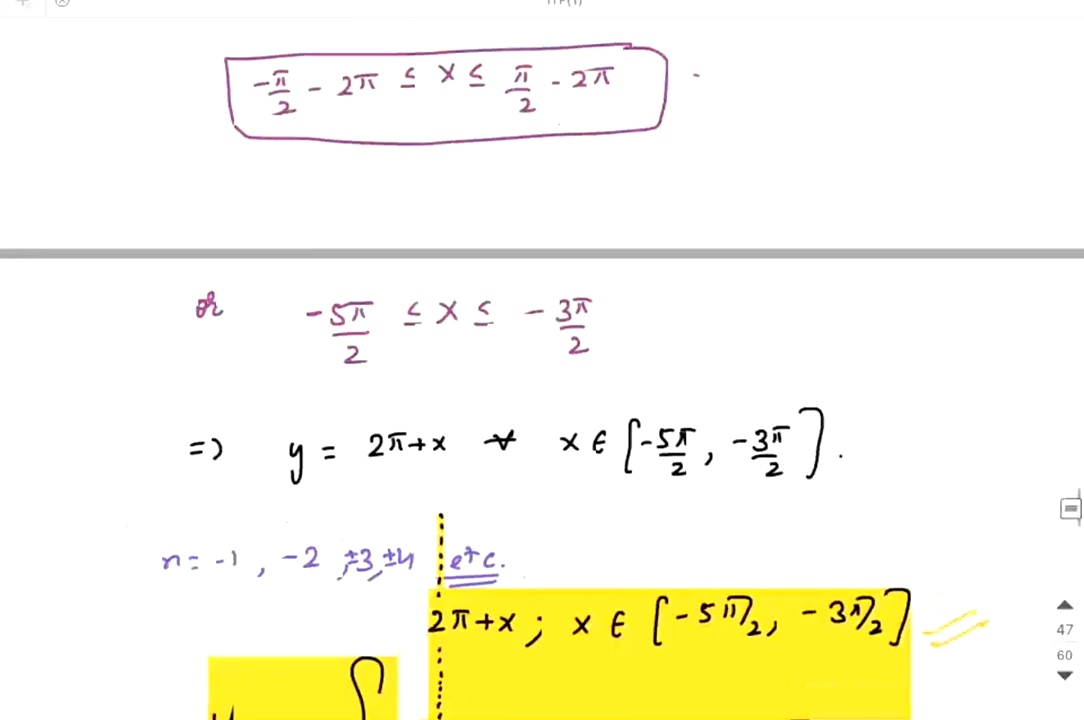 -π/2 - 2π ≤ x ≤ π/2 - 2π
or -5π/2 ≤ x ≤ -3π/2
=) y = 2π+x ∀ x ∈ [-5π/2, -3π/2].
n = -1, -2, ±3, ±4 etc.
2π+x ; x ∈ [-5π/2, -3π/2]
47
60